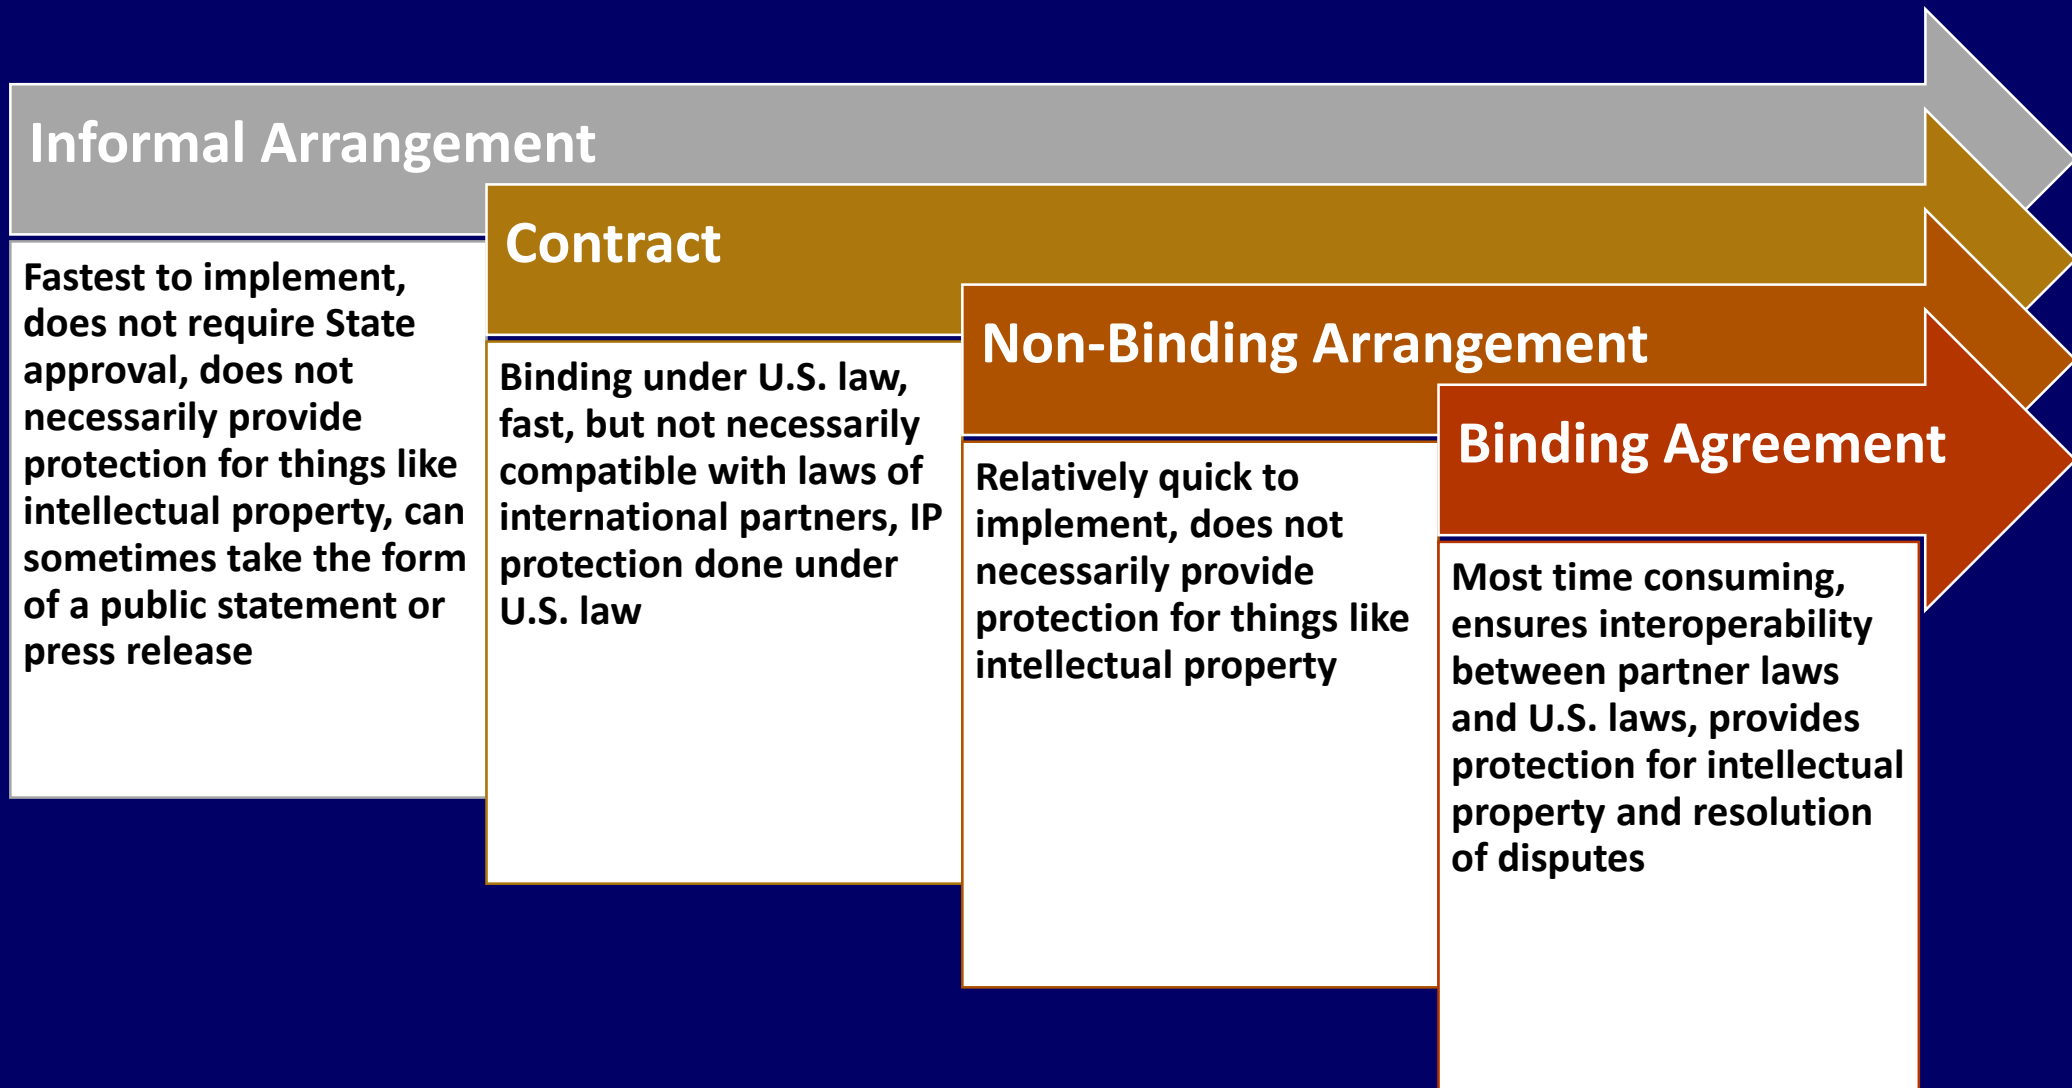 Informal Arrangement
Fastest to implement,
does not require State
approval, does not
necessarily provide
protection for things like
intellectual property, can
sometimes take the form
of a public statement or
press release
Contract
Binding under U.S. law,
fast, but not necessarily
compatible with laws of
international partners, IP
protection done under
U.S. law
Non-Binding Arrangement
Relatively quick to
implement, does not
necessarily provide
protection for things like
intellectual property
Binding Agreement
Most time consuming,
ensures interoperability
between partner laws
and U.S. laws, provides
protection for intellectual
property and resolution
of disputes